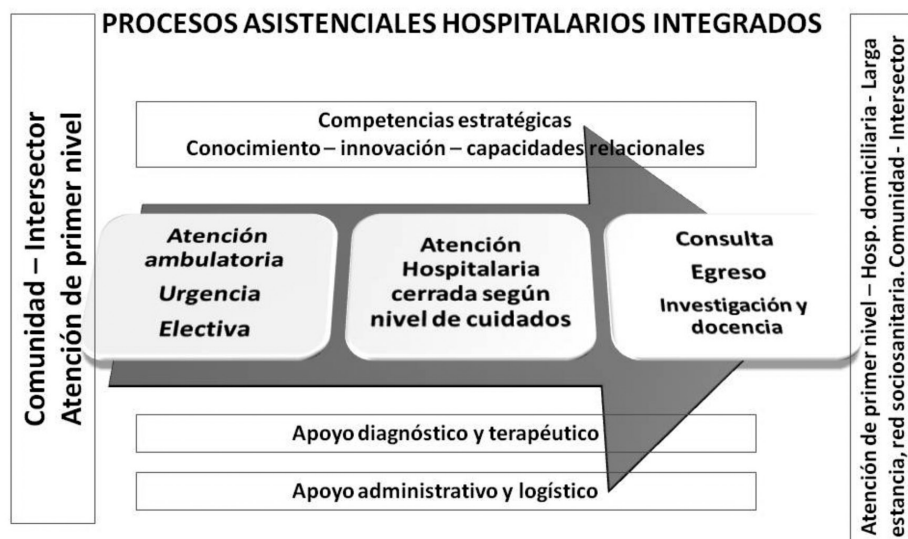 PROCESOS ASISTENCIALES HOSPITALARIOS INTEGRADOS
Comunidad – Intersector
Atención de primer nivel
Competencias estratégicas
Conocimiento – innovación – capacidades relacionales
Atención
ambulatoria
Urgencia
Electiva
Atención
Hospitalaria
cerrada según
nivel de cuidados
Consulta
Egreso
Investigación y
docencia
Apoyo diagnóstico y terapéutico
Apoyo administrativo y logístico
Atención de primer nivel – Hosp. domiciliaria - Larga
estancia, red sociosanitaria. Comunidad - Intersector